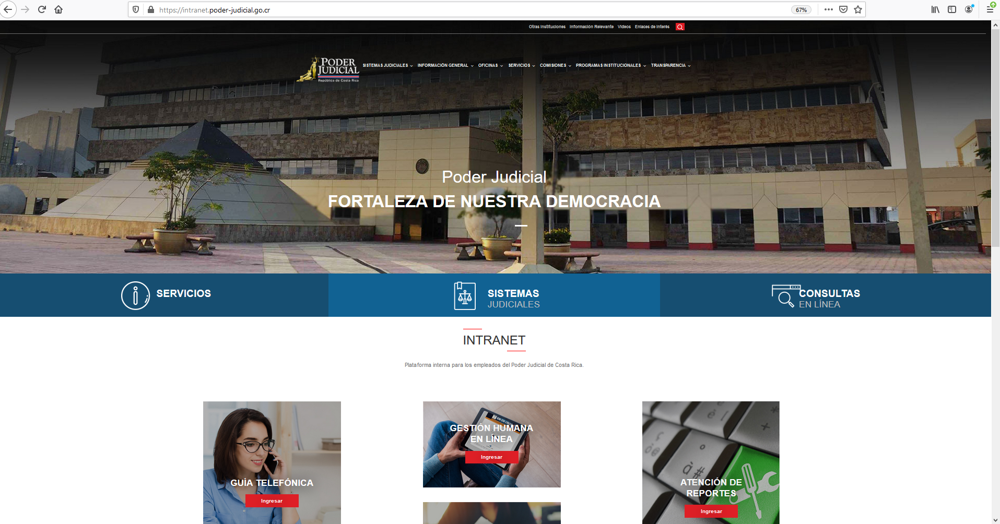 https://intranet.poder-judicial.go.cr
67%
Otras Instituciones Información Relevante Videos Enlaces de Interés
PODER
JUDICIAL
República de Costa Rica
SISTEMAS JUDICIALES INFORMACIÓN GENERAL OFICINAS SERVICIOS COMISIONES PROGRAMAS INSTITUCIONALES TRANSPARENCIA
Poder Judicial
FORTALEZA DE NUESTRA DEMOCRACIA
SERVICIOS
SISTEMAS
JUDICIALES
CONSULTAS
EN LÍNEA
INTRANET
Plataforma interna para los empleados del Poder Judicial de Costa Rica.
GUÍA TELEFÓNICA
Ingresar
GESTIÓN HUMANA
EN LÍNEA
Ingresar
ATENCIÓN DE
REPORTES
Ingresar